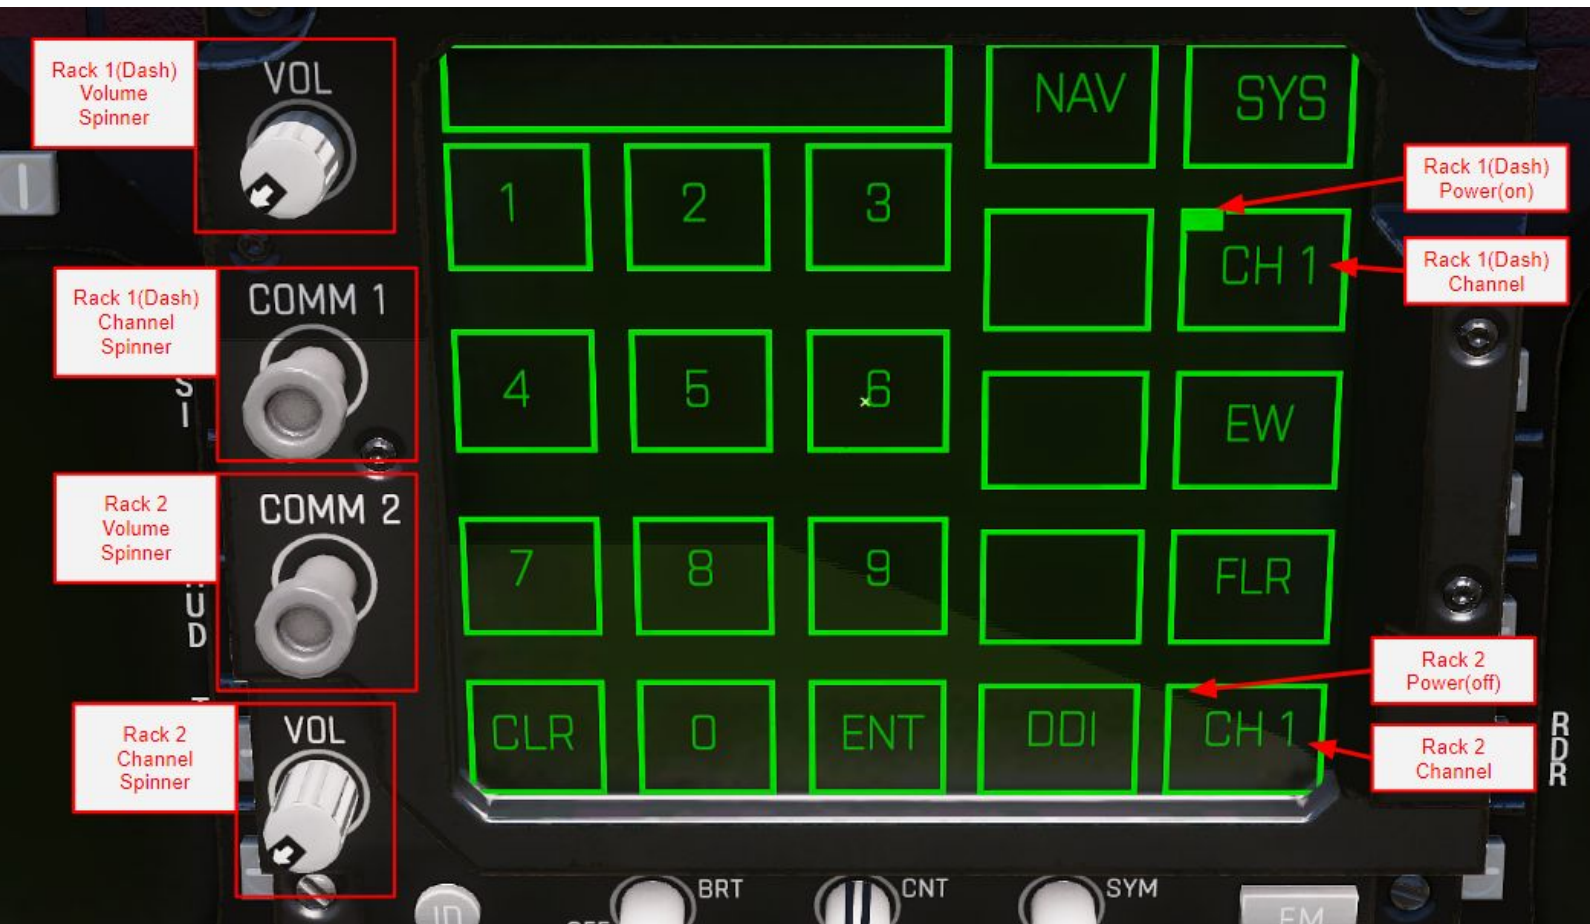 Rack 1(Dash)
Volume
Spinner
VOL
NAV
SYS
1
2
3
Rack 1(Dash)
Power(on)
CH 1
Rack 1(Dash)
Channel
Rack 1(Dash)
Channel
Spinner
COMM 1
S
I
4
5
6
EW
Rack 2
Volume
Spinner
COMM 2
U
D
7
8
9
FLR
Rack 2
Power(off)
Rack 2
Channel
Spinner
VOL
CLR
0
ENT
DDI
CH 1
Rack 2
Channel
R
D
R
BRT
CNT
SYM